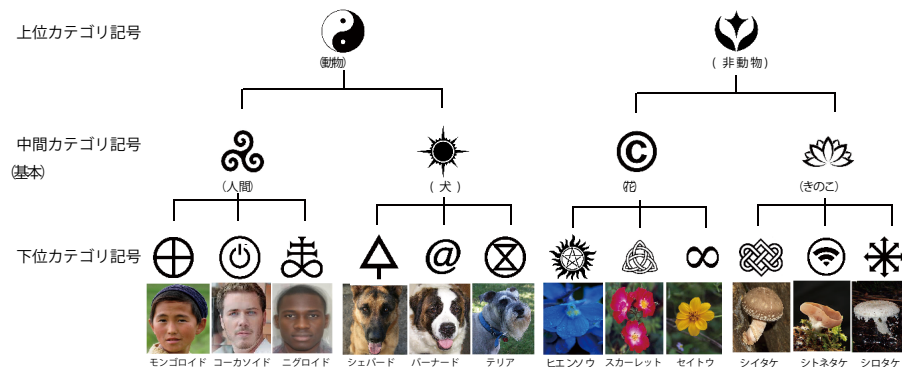 上位カテゴリ記号
(動物)
(非動物)
中間カテゴリ記号
(基本)
(人間)
(犬)
(花)
(きのこ)
下位カテゴリ記号
モンゴロイド コーカソイド ニグロイド シェパード バーナード テリア ヒエンソウ スカーレット セイトウ シイタケ シトネタケ シロタケ